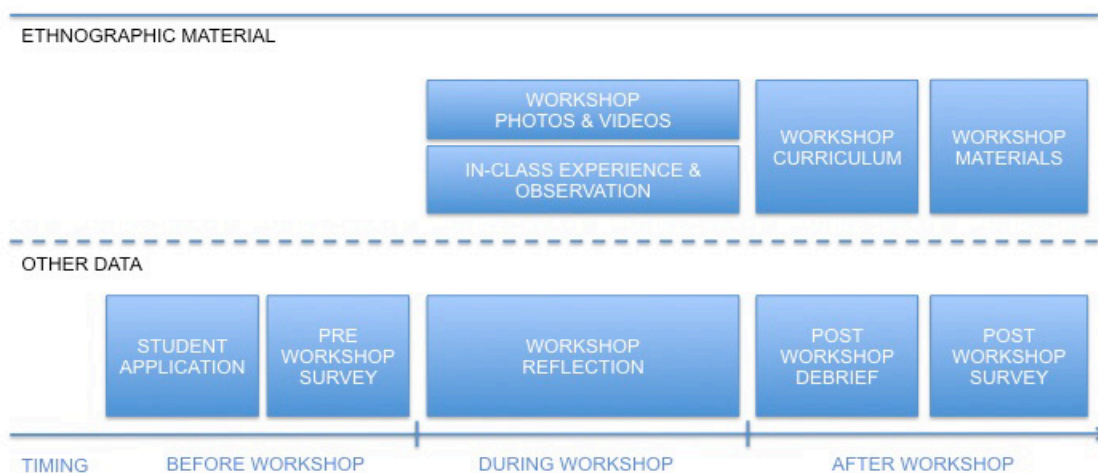 ETHNOGRAPHIC MATERIAL
WORKSHOP
PHOTOS & VIDEOS
IN-CLASS EXPERIENCE &
OBSERVATION
WORKSHOP
CURRICULUM
WORKSHOP
MATERIALS
OTHER DATA
STUDENT
APPLICATION
PRE
WORKSHOP
SURVEY
WORKSHOP
REFLECTION
POST
WORKSHOP
DEBRIEF
POST
WORKSHOP
SURVEY
TIMING
BEFORE WORKSHOP
DURING WORKSHOP
AFTER WORKSHOP